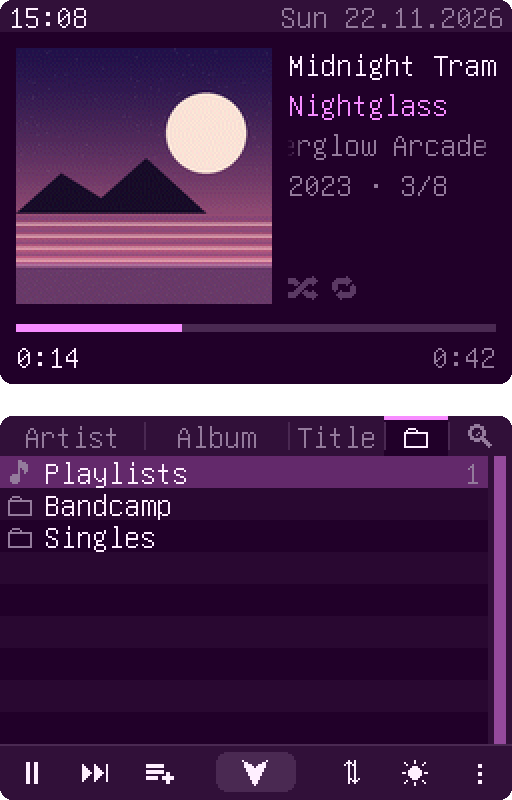 15:08 Sun 22.11.2026
Midnight Tram
Nightglass
rglow Arcade
2023 · 3/8
0:14 0:42
Artist Album Title
Playlists 1
Bandcamp
Singles